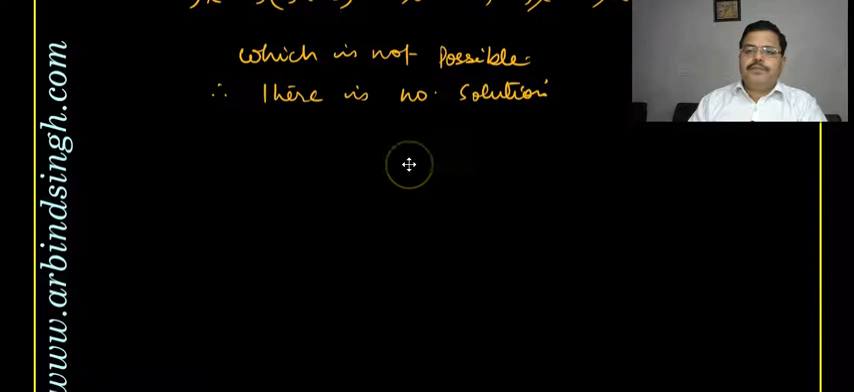 which is not possible.
∴ There is no solution
www.arbindsingh.com